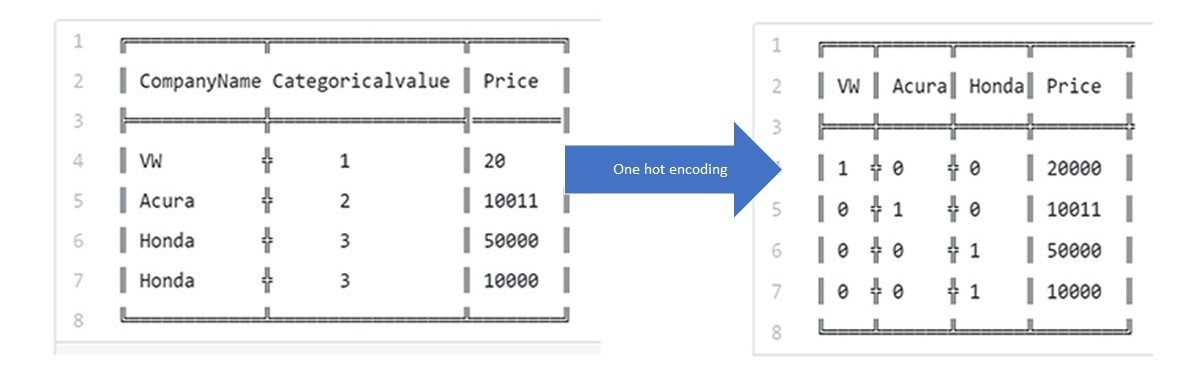 1
2 CompanyName Categoricalvalue Price
3
4 VW 1 20
5 Acura 2 10011
6 Honda 3 50000
7 Honda 3 10000
8
One hot encoding
1
2 VW Acura Honda Price
3
1 0 0 20000
5 0 1 0 10011
6 0 0 1 50000
7 0 0 1 10000
8